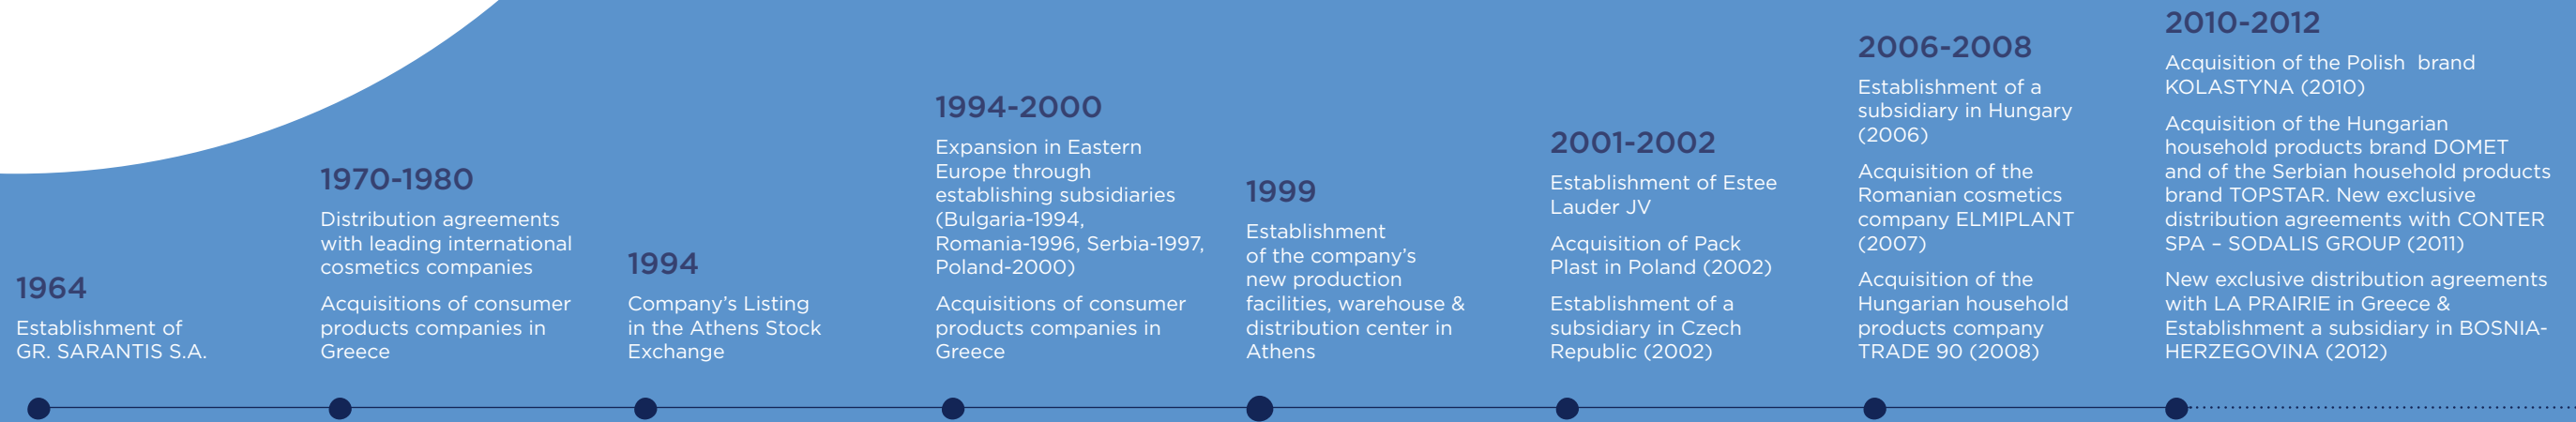 1964
Establishment of
GR. SARANTIS S.A.
1970-1980
Distribution agreements
with leading international
cosmetics companies
Acquisitions of consumer
products companies in
Greece
1994
Company’s Listing
in the Athens Stock
Exchange
1994-2000
Expansion in Eastern
Europe through
establishing subsidiaries
(Bulgaria-1994,
Romania-1996, Serbia-1997,
Poland-2000)
Acquisitions of consumer
products companies in
Greece
1999
Establishment
of the company’s
new production
facilities, warehouse &
distribution center in
Athens
2001-2002
Establishment of Estee
Lauder JV
Acquisition of Pack
Plast in Poland (2002)
Establishment of a
subsidiary in Czech
Republic (2002)
2006-2008
Establishment of a
subsidiary in Hungary
(2006)
Acquisition of the
Romanian cosmetics
company ELMIPLANT
(2007)
Acquisition of the
Hungarian household
products company
TRADE 90 (2008)
2010-2012
Acquisition of the Polish  brand
KOLASTYNA (2010)
Acquisition of the Hungarian
household products brand DOMET
and of the Serbian household products
brand TOPSTAR. New exclusive
distribution agreements with CONTER
SPA – SODALIS GROUP (2011)
New exclusive distribution agreements
with LA PRAIRIE in Greece &
Establishment a subsidiary in BOSNIA-
HERZEGOVINA (2012)